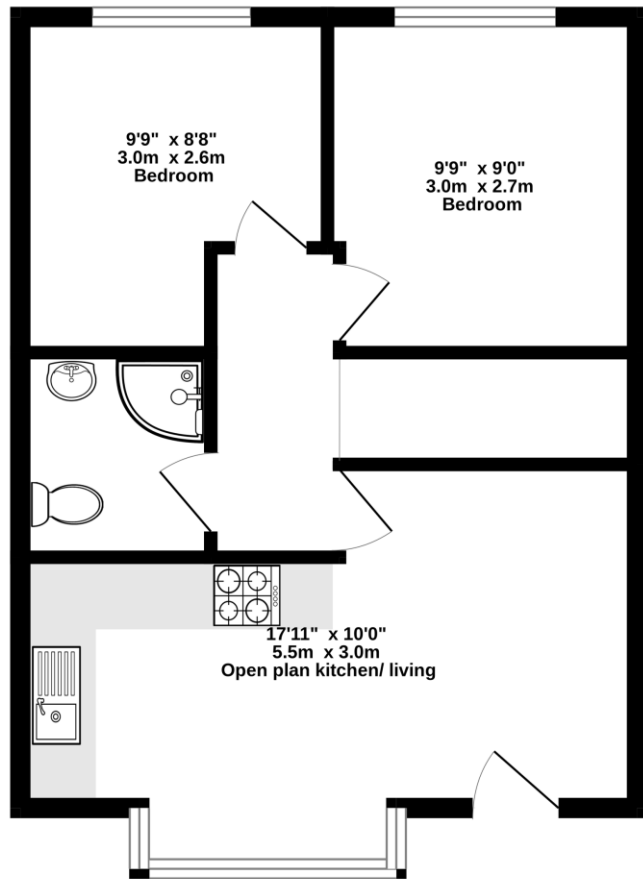 9'9" x 8'8"
3.0m x 2.6m
Bedroom
9'9" x 9'0"
3.0m x 2.7m
Bedroom
17'11" x 10'0"
5.5m x 3.0m
Open plan kitchen/ living